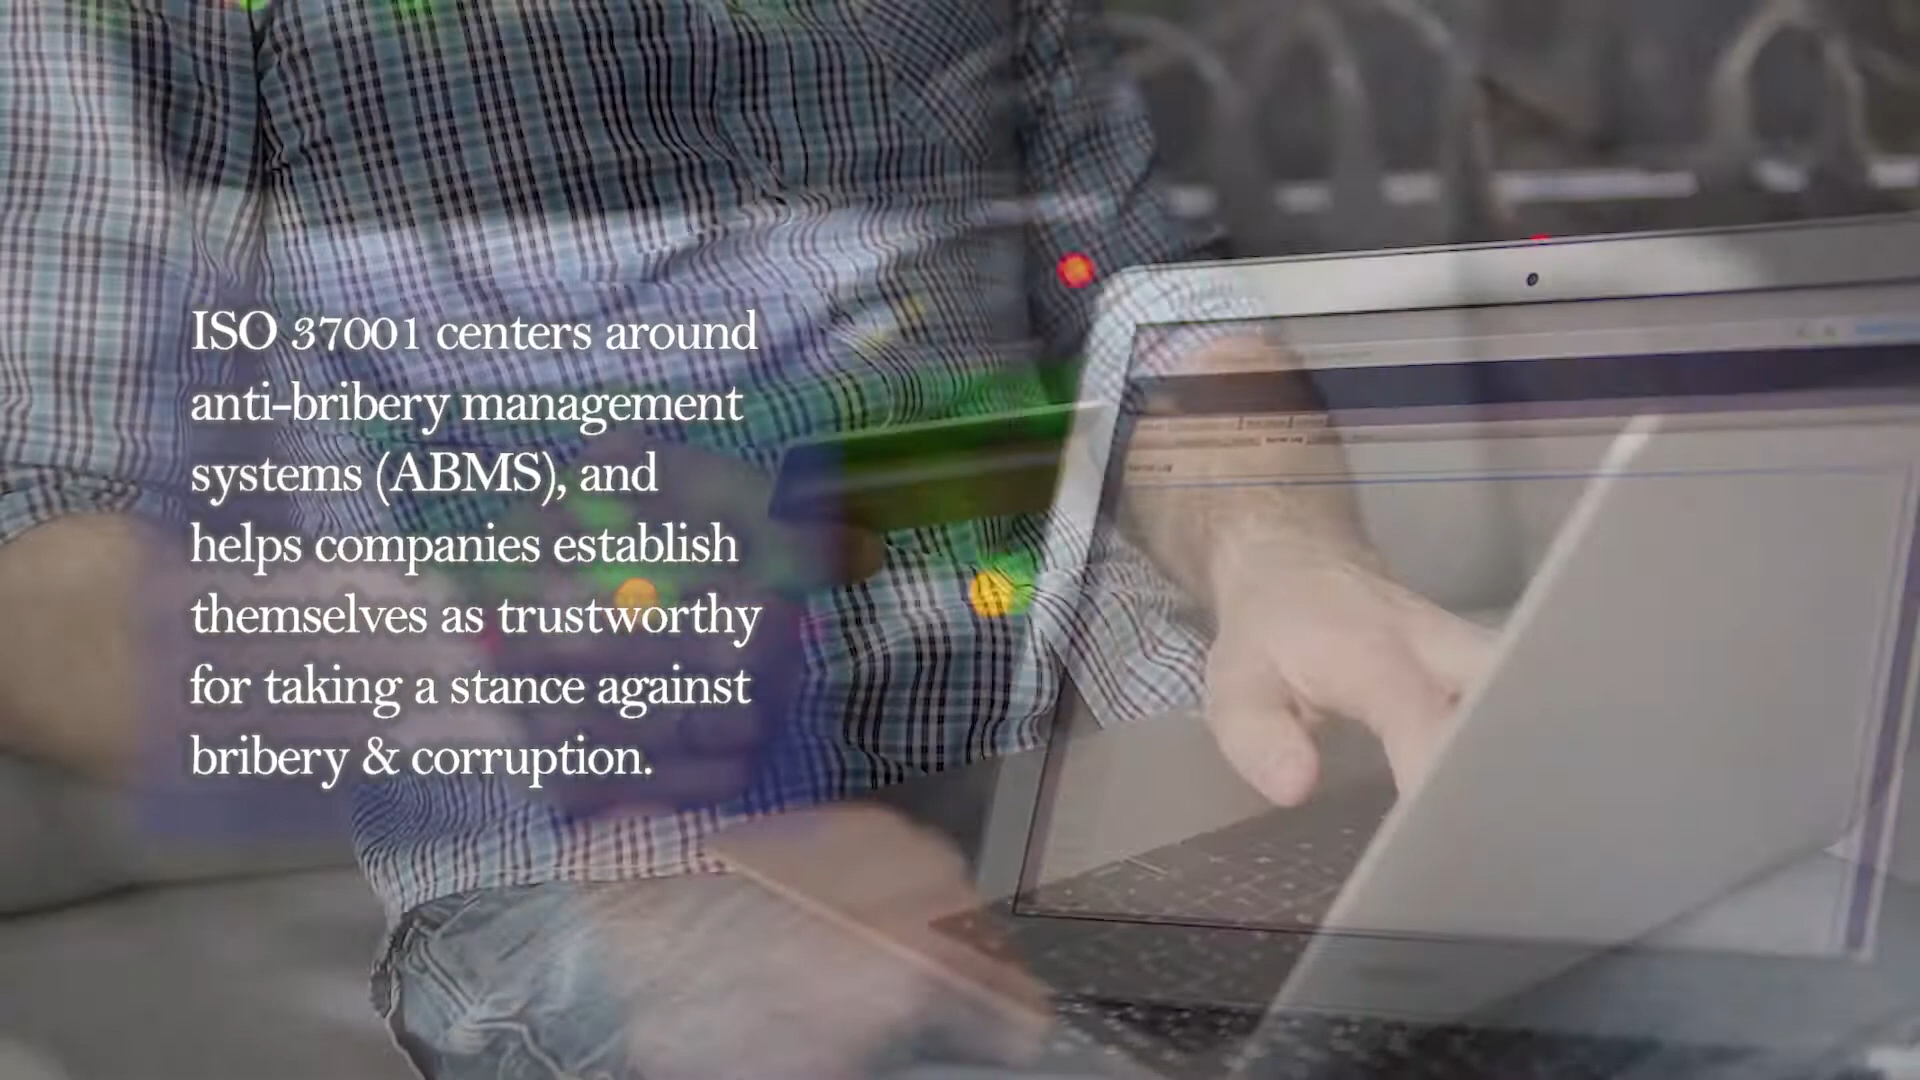 ISO 37001 centers around
anti-bribery management
systems (ABMS), and
helps companies establish
themselves as trustworthy
for taking a stance against
bribery & corruption.